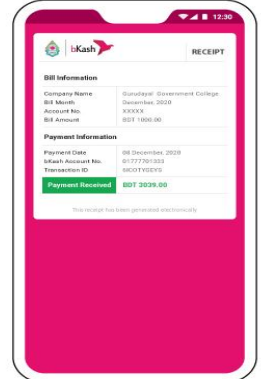 12:30
bKash
RECEIPT
Bill Information
Company Name Gurudayal Government College
Bill Month December, 2020
Account No. XXXXX
Bill Amount BDT 1000.00
Payment Information
Payment Date 08 December, 2020
bKash Account No. 01777701333
Transaction ID
Payment Received BDT 3039.00
This receipt has been generated electronically